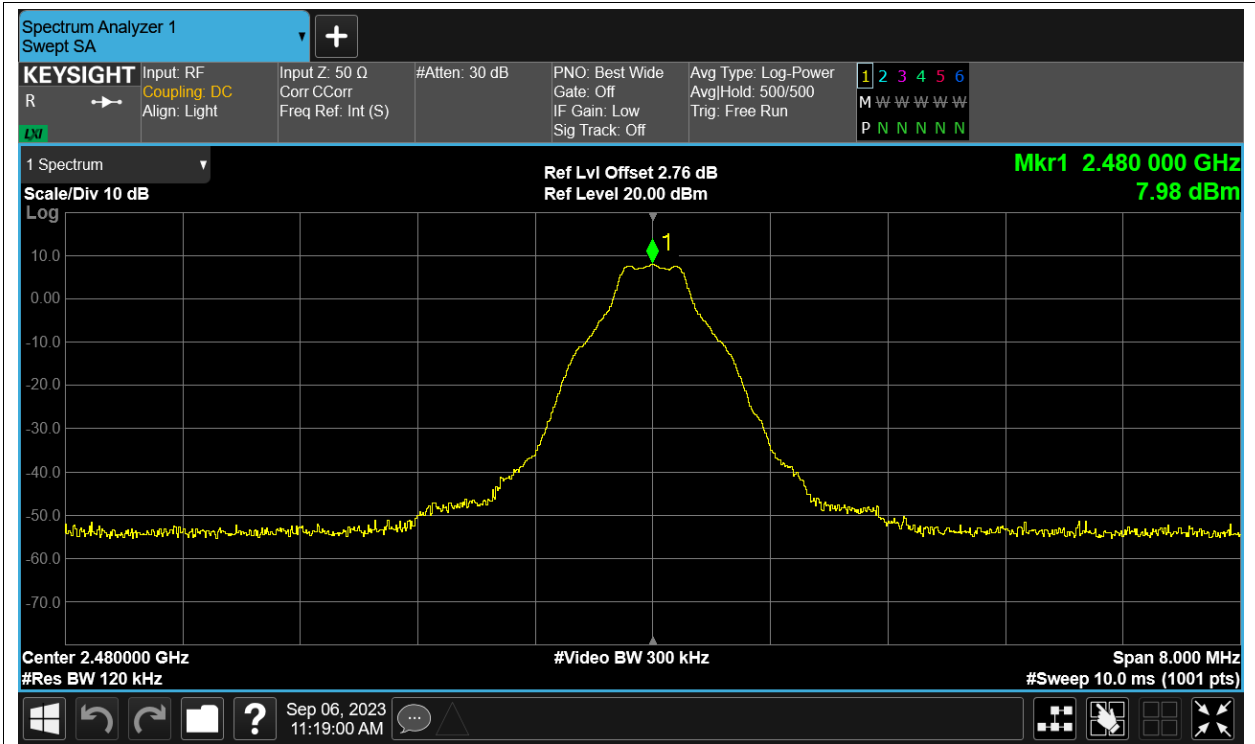 Spectrum Analyzer 1
Swept SA
KEYSIGHT
R
LXI
Input: RF
Coupling: DC
Align: Light
Input Z: 50 Ω
Corr CCorr
Freq Ref: Int (S)
#Atten: 30 dB
PNO: Best Wide
Gate: Off
IF Gain: Low
Sig Track: Off
Avg Type: Log-Power
Avg|Hold: 500/500
Trig: Free Run
1 2 3 4 5 6
M W W W W W
P N N N N N
1 Spectrum
Scale/Div 10 dB
Log
Ref Lvl Offset 2.76 dB
Ref Level 20.00 dBm
Mkr1 2.480 000 GHz
7.98 dBm
1
10.0
0.00
-10.0
-20.0
-30.0
-40.0
-50.0
-60.0
-70.0
Center 2.480000 GHz
#Res BW 120 kHz
#Video BW 300 kHz
Span 8.000 MHz
#Sweep 10.0 ms (1001 pts)
?
Sep 06, 2023
11:19:00 AM